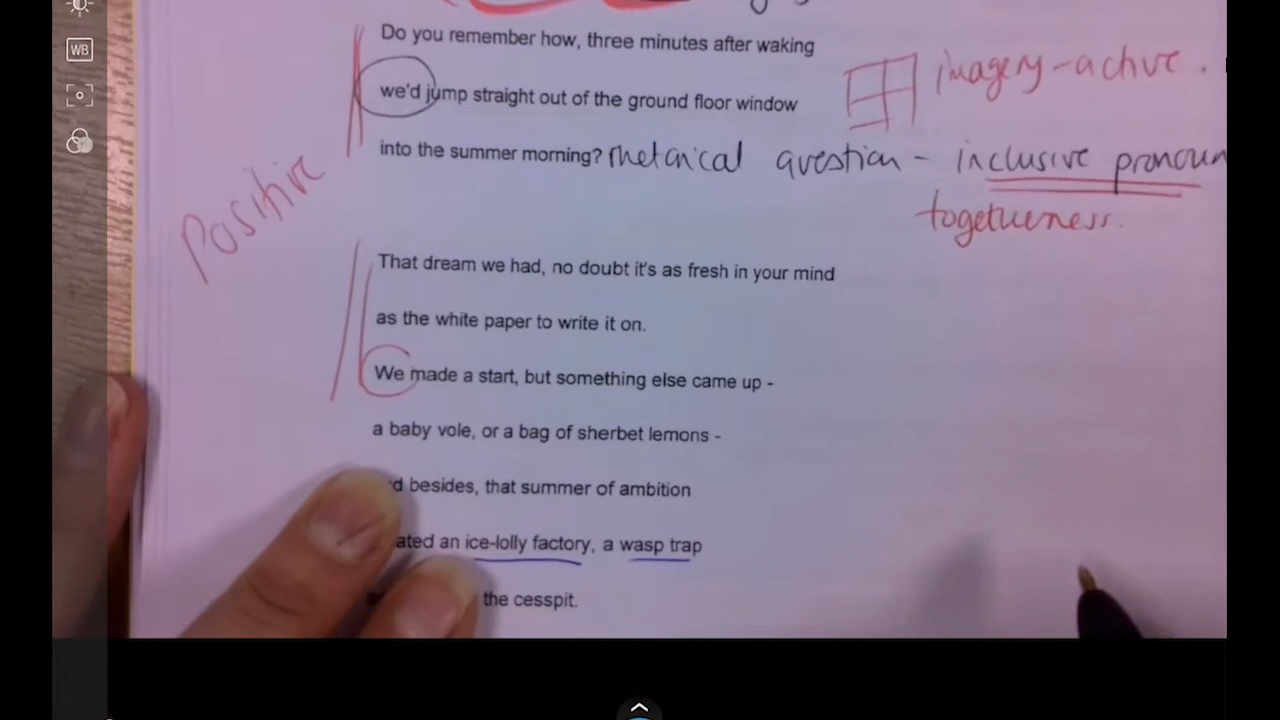 WB
Do you remember how, three minutes after waking
we'd jump straight out of the ground floor window
imagery - active.
into the summer morning? rhetorical question - inclusive pronoun
togetherness.
Positive
That dream we had, no doubt it's as fresh in your mind
as the white paper to write it on.
We made a start, but something else came up -
a baby vole, or a bag of sherbet lemons -
d besides, that summer of ambition
ated an ice-lolly factory, a wasp trap
the cesspit.